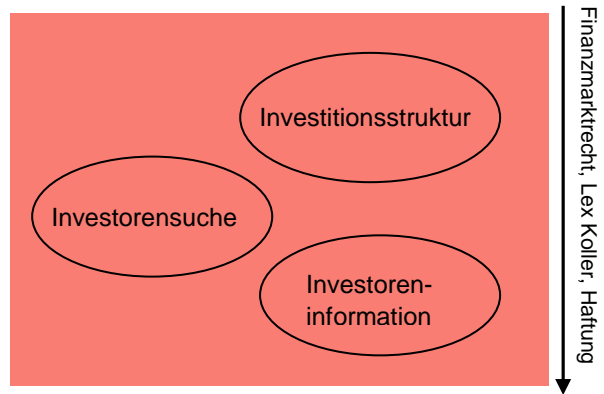 Investitionsstruktur
Investorensuche
Investoren-
information
Finanzmarktrecht, Lex Koller, Haftung